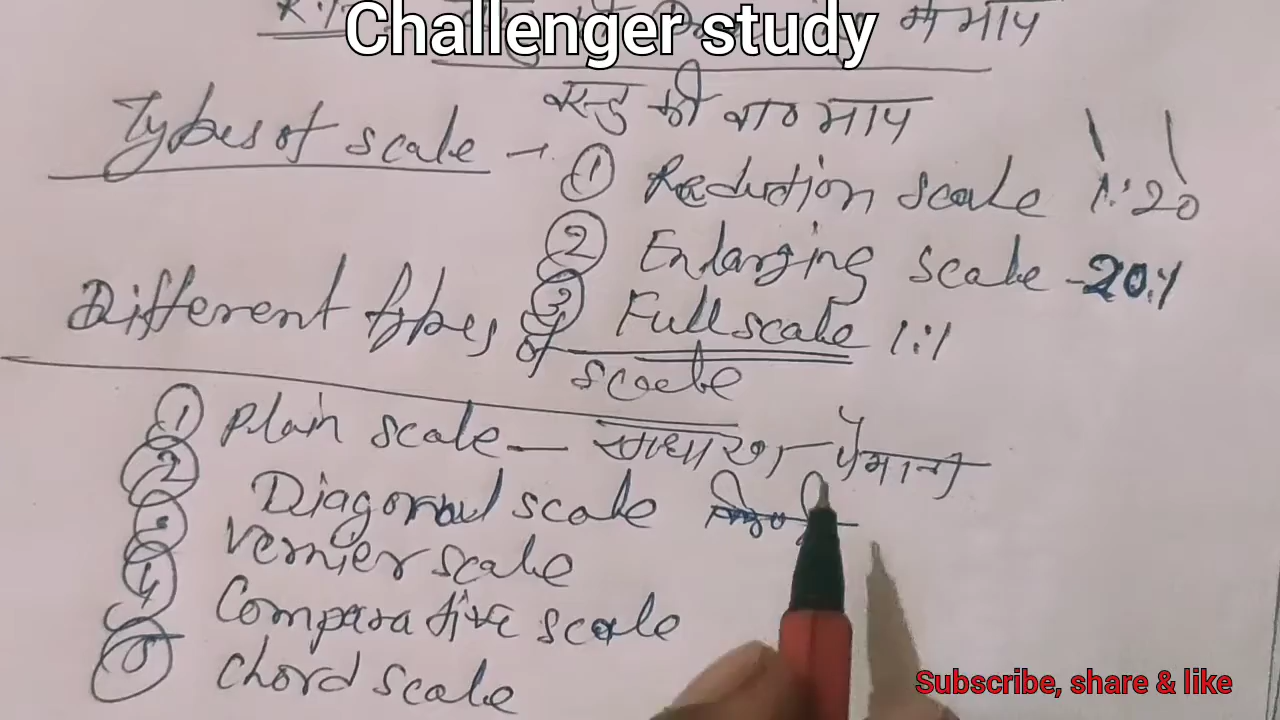 Challenger study
R.F में माप
वस्तु की वा० माप
Types of scale →
① Reduction scale 1:20
② Enlarging scale - 20:1
③ Full scale 1:1
Different types of scale
① Plain scale — साधारण पैमाना
② Diagonal scale
③ Vernier scale
④ Comparative scale
⑤ Chord scale
Subscribe, share & like